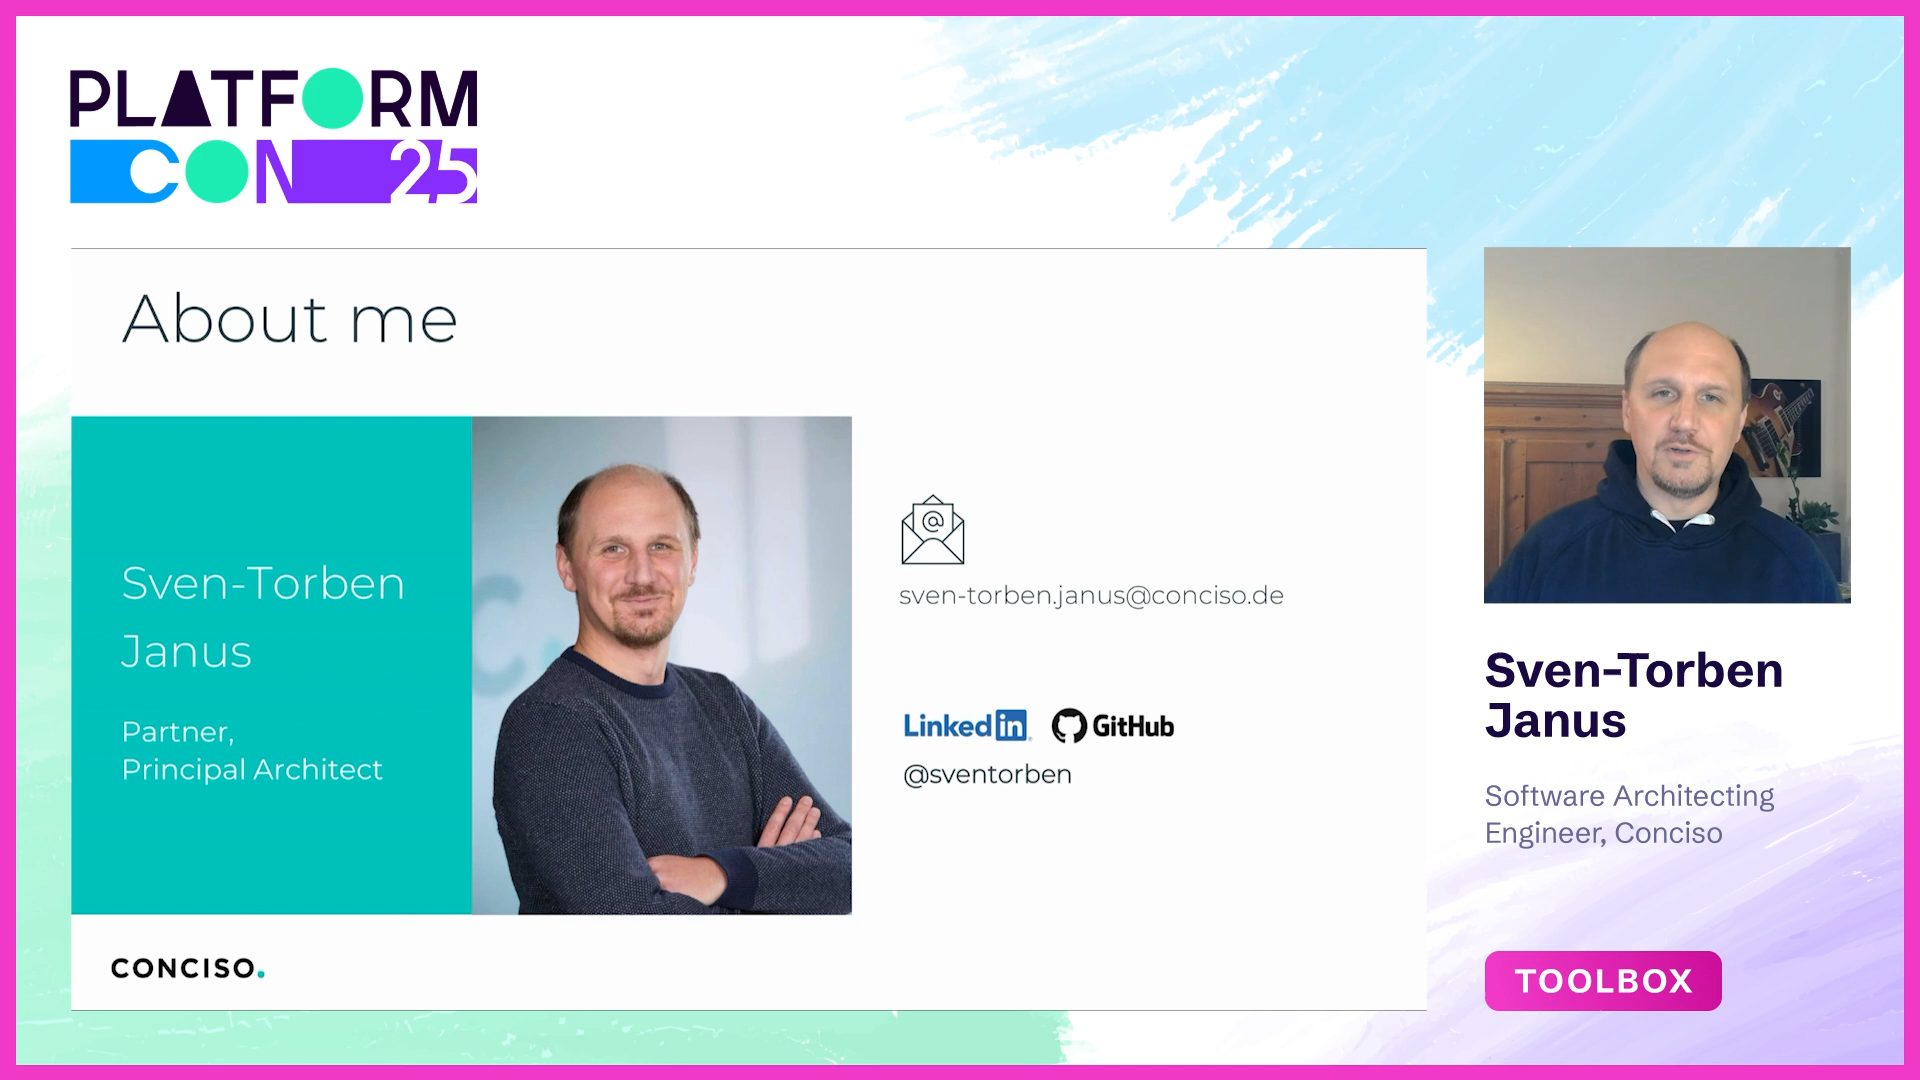 PLATFORM
CON 25
About me
Sven-Torben
Janus
Partner,
Principal Architect
sven-torben.janus@conciso.de
LinkedIn GitHub
@sventorben
CONCISO.
Sven-Torben
Janus
Software Architecting
Engineer, Conciso
TOOLBOX